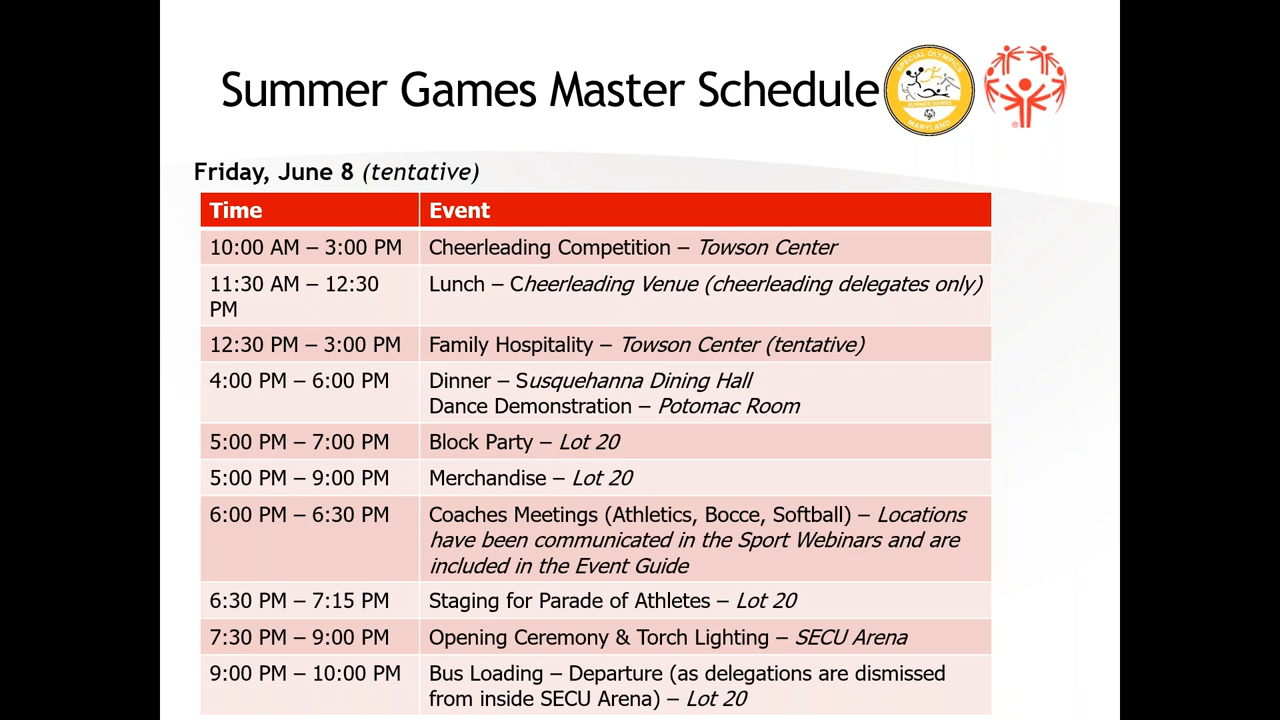 Summer Games Master Schedule
SPECIAL OLYMPICS
SUMMER GAMES
MARYLAND
Friday, June 8 (tentative)
Time Event
10:00 AM – 3:00 PM Cheerleading Competition – Towson Center
11:30 AM – 12:30 Lunch – Cheerleading Venue (cheerleading delegates only)
PM
12:30 PM – 3:00 PM Family Hospitality – Towson Center (tentative)
4:00 PM – 6:00 PM Dinner – Susquehanna Dining Hall
Dance Demonstration – Potomac Room
5:00 PM – 7:00 PM Block Party – Lot 20
5:00 PM – 9:00 PM Merchandise – Lot 20
6:00 PM – 6:30 PM Coaches Meetings (Athletics, Bocce, Softball) – Locations
have been communicated in the Sport Webinars and are
included in the Event Guide
6:30 PM – 7:15 PM Staging for Parade of Athletes – Lot 20
7:30 PM – 9:00 PM Opening Ceremony & Torch Lighting – SECU Arena
9:00 PM – 10:00 PM Bus Loading – Departure (as delegations are dismissed
from inside SECU Arena) – Lot 20